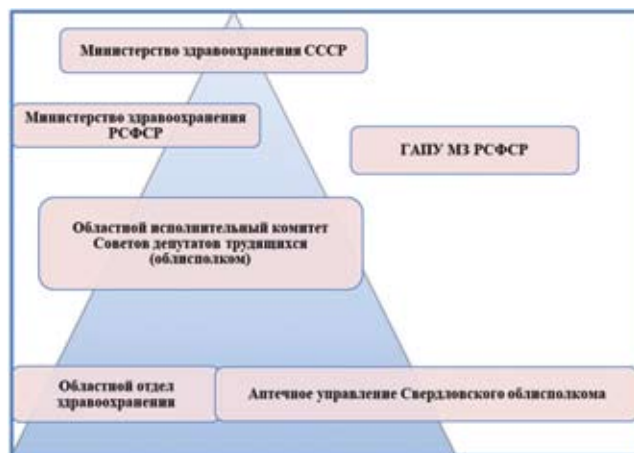 Министерство здравоохранения СССР
Министерство здравоохранения
РСФСР
ГАПУ МЗ РСФСР
Областной исполнительный комитет
Советов депутатов трудящихся
(облисполком)
Областной отдел
здравоохранения
Аптечное управление Свердловского облисполкома